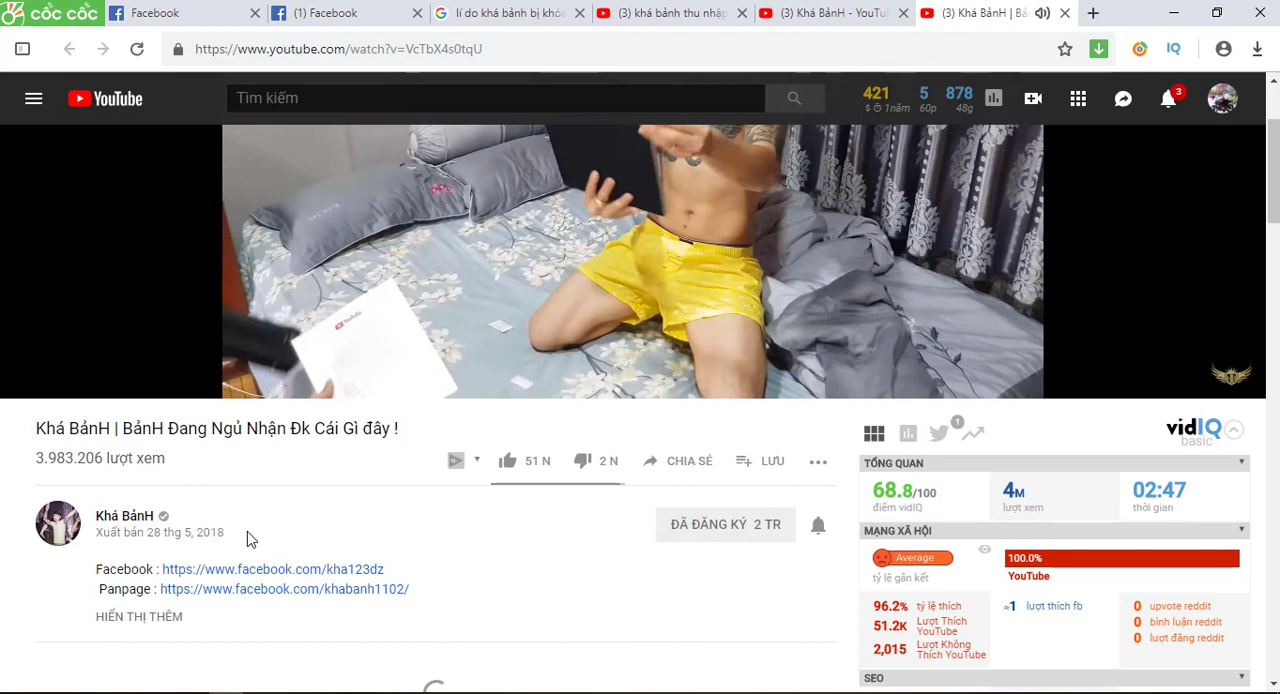 cốc cốc
Facebook
(1) Facebook
lí do khá bảnh bị khóa
(3) khá bảnh thu nhập
(3) Khá BảnH - YouTu
(3) Khá BảnH | Bả
https://www.youtube.com/watch?v=VcTbX4s0tqU
IQ
YouTube
Tìm kiếm
421
$ 1năm
5
60p
878
48g
3
YouTube
Khá BảnH | BảnH Đang Ngủ Nhận Đk Cái Gì đây !
3.983.206 lượt xem
51 N
2 N
CHIA SẺ
LƯU
Khá BảnH
Xuất bản 28 thg 5, 2018
ĐÃ ĐĂNG KÝ 2 TR
Facebook : https://www.facebook.com/kha123dz
Panpage : https://www.facebook.com/khabanh1102/
HIỂN THỊ THÊM
1
vidIQ
basic
TỔNG QUAN
68.8/100
điểm vidIQ
4M
lượt xem
02:47
thời gian
MẠNG XÃ HỘI
Average
tỷ lệ gắn kết
100.0%
YouTube
96.2% tỷ lệ thích
51.2K Lượt Thích YouTube
2,015 Lượt Không Thích YouTube
≈1 lượt thích fb
0 upvote reddit
0 bình luận reddit
0 lượt đăng reddit
SEO